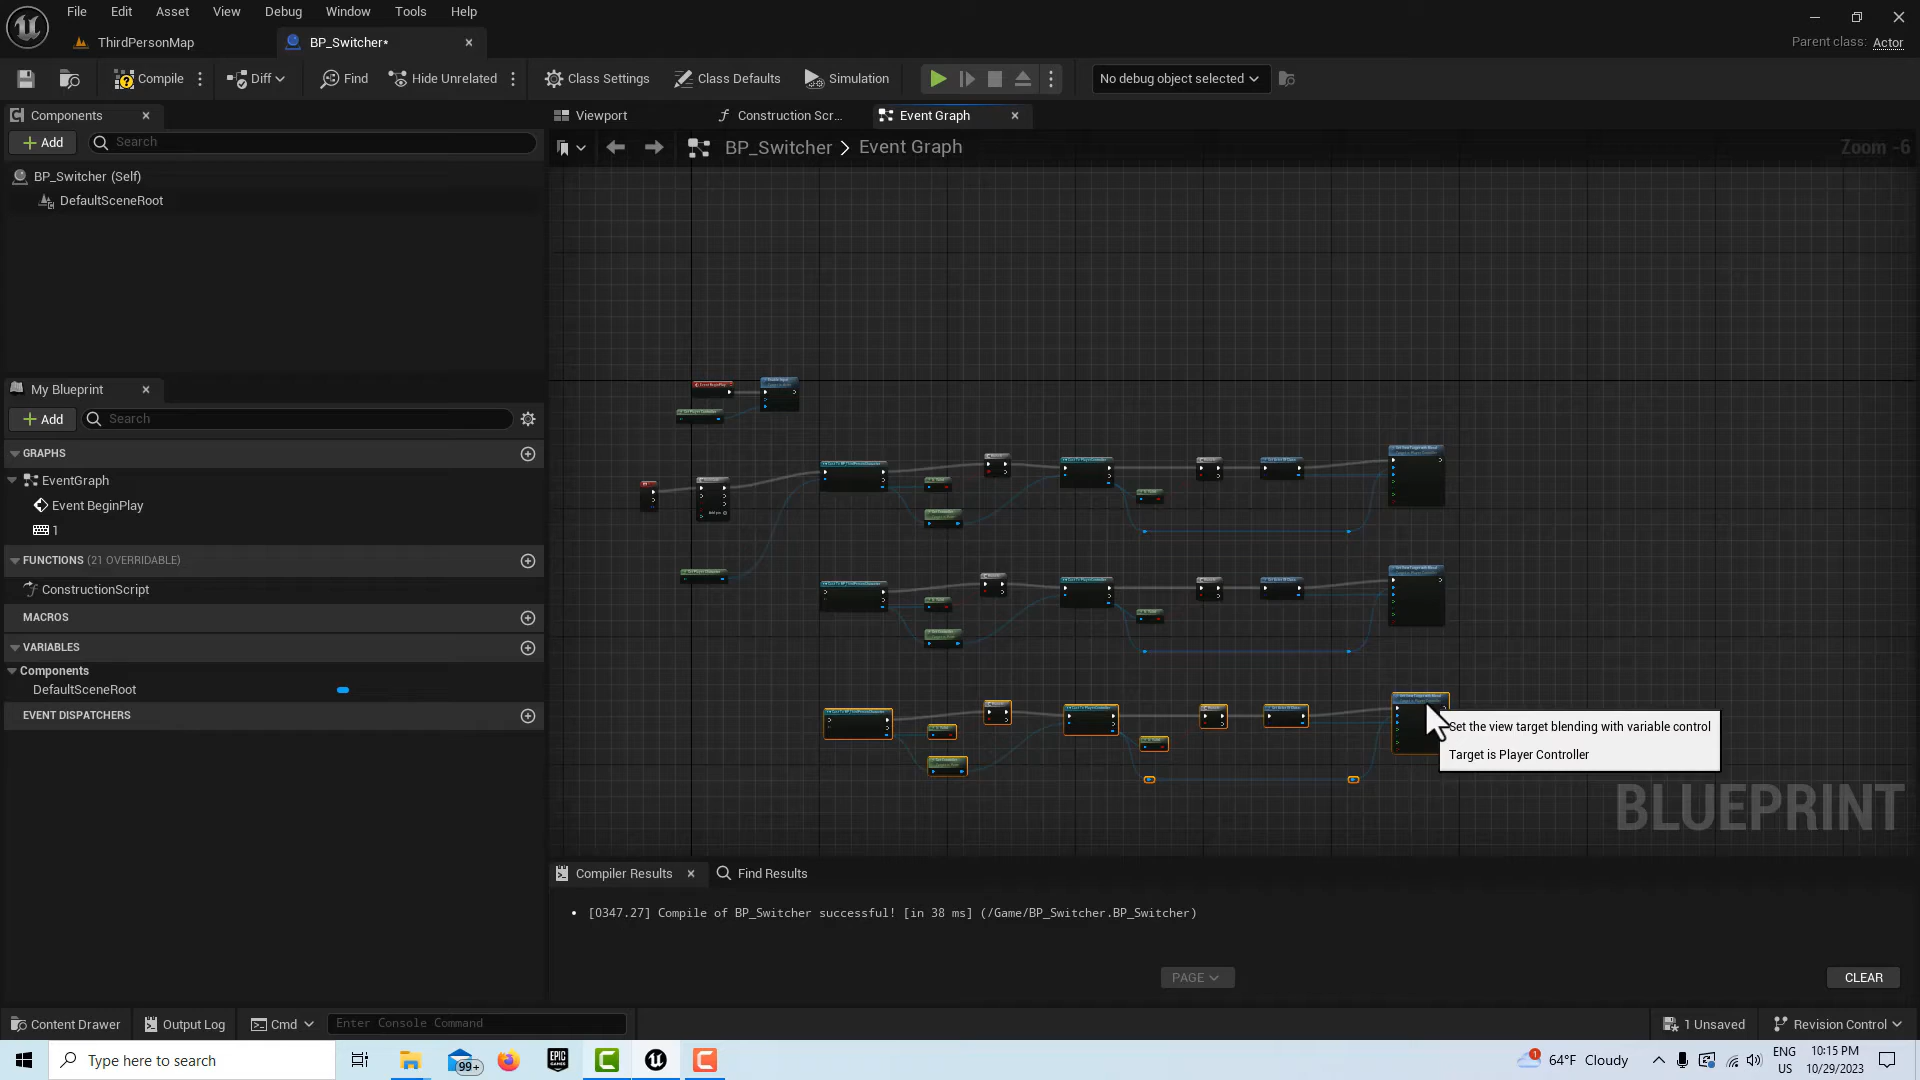 File Edit Asset View Debug Window Tools Help
ThirdPersonMap
BP_Switcher*
Parent class: Actor
Compile
Diff
Find
Hide Unrelated
Class Settings
Class Defaults
Simulation
No debug object selected
Components
Add
Search
BP_Switcher (Self)
DefaultSceneRoot
Viewport
Construction Scr...
Event Graph
BP_Switcher > Event Graph
Zoom -6
My Blueprint
Add
Search
GRAPHS
EventGraph
Event BeginPlay
1
FUNCTIONS (21 OVERRIDABLE)
ConstructionScript
MACROS
VARIABLES
Components
DefaultSceneRoot
EVENT DISPATCHERS
Set the view target blending with variable control
Target is Player Controller
BLUEPRINT
Compiler Results
Find Results
• [0347.27] Compile of BP_Switcher successful! [in 38 ms] (/Game/BP_Switcher.BP_Switcher)
PAGE
CLEAR
Content Drawer
Output Log
Cmd
Enter Console Command
1 Unsaved
Revision Control
Type here to search
99+
EPIC GAMES
1
64°F Cloudy
ENG
US
10:15 PM
10/29/2023